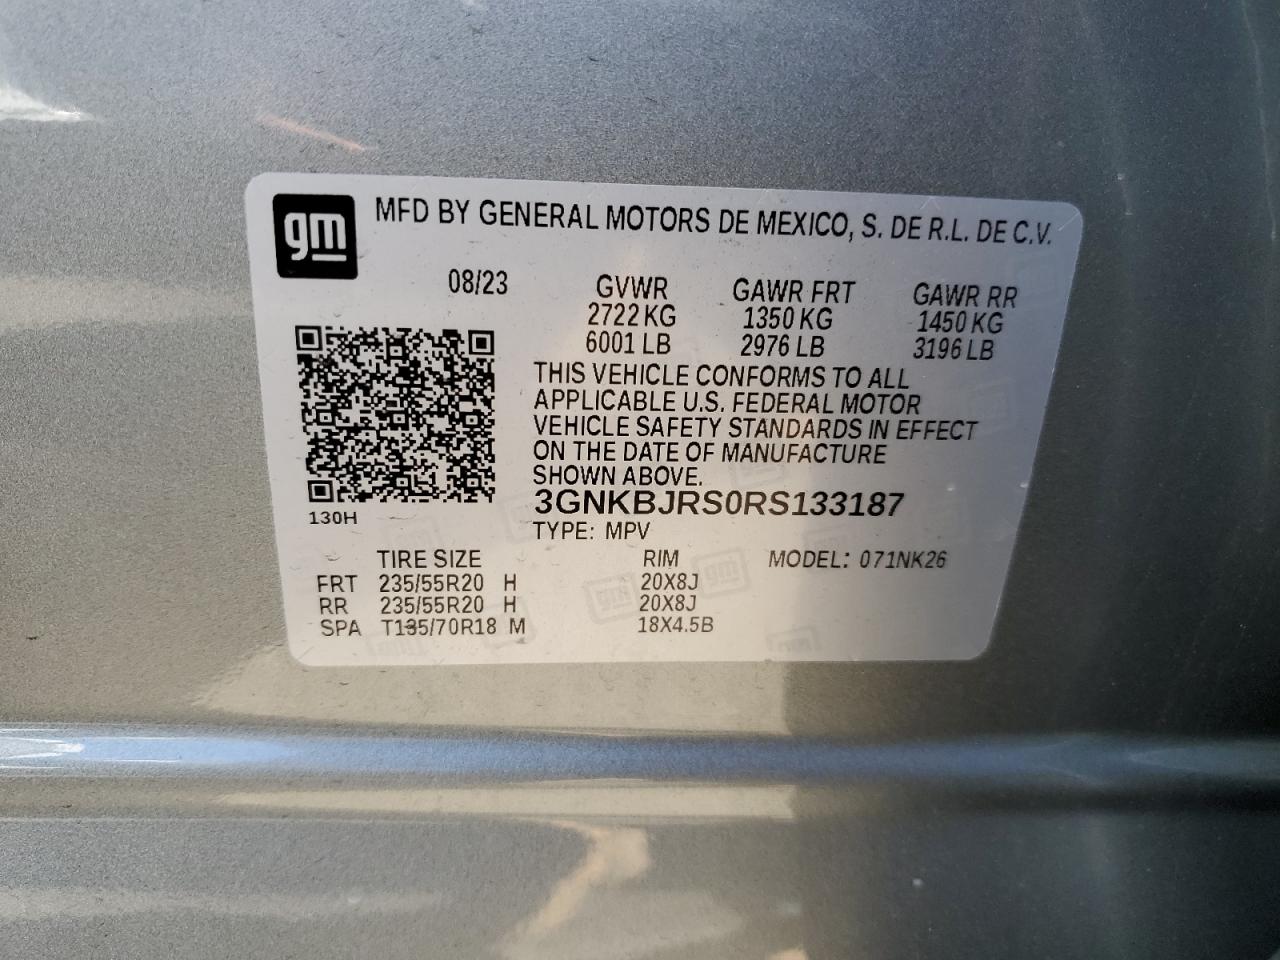 gm
MFD BY GENERAL MOTORS DE MEXICO, S. DE R.L. DE C.V.
08/23 GVWR GAWR FRT GAWR RR
2722 KG 1350 KG 1450 KG
6001 LB 2976 LB 3196 LB
THIS VEHICLE CONFORMS TO ALL
APPLICABLE U.S. FEDERAL MOTOR
VEHICLE SAFETY STANDARDS IN EFFECT
ON THE DATE OF MANUFACTURE
SHOWN ABOVE.
3GNKBJRS0RS133187
130H
TYPE: MPV
TIRE SIZE RIM MODEL: 071NK26
FRT 235/55R20 H 20X8J
RR 235/55R20 H 20X8J
SPA T135/70R18 M 18X4.5B